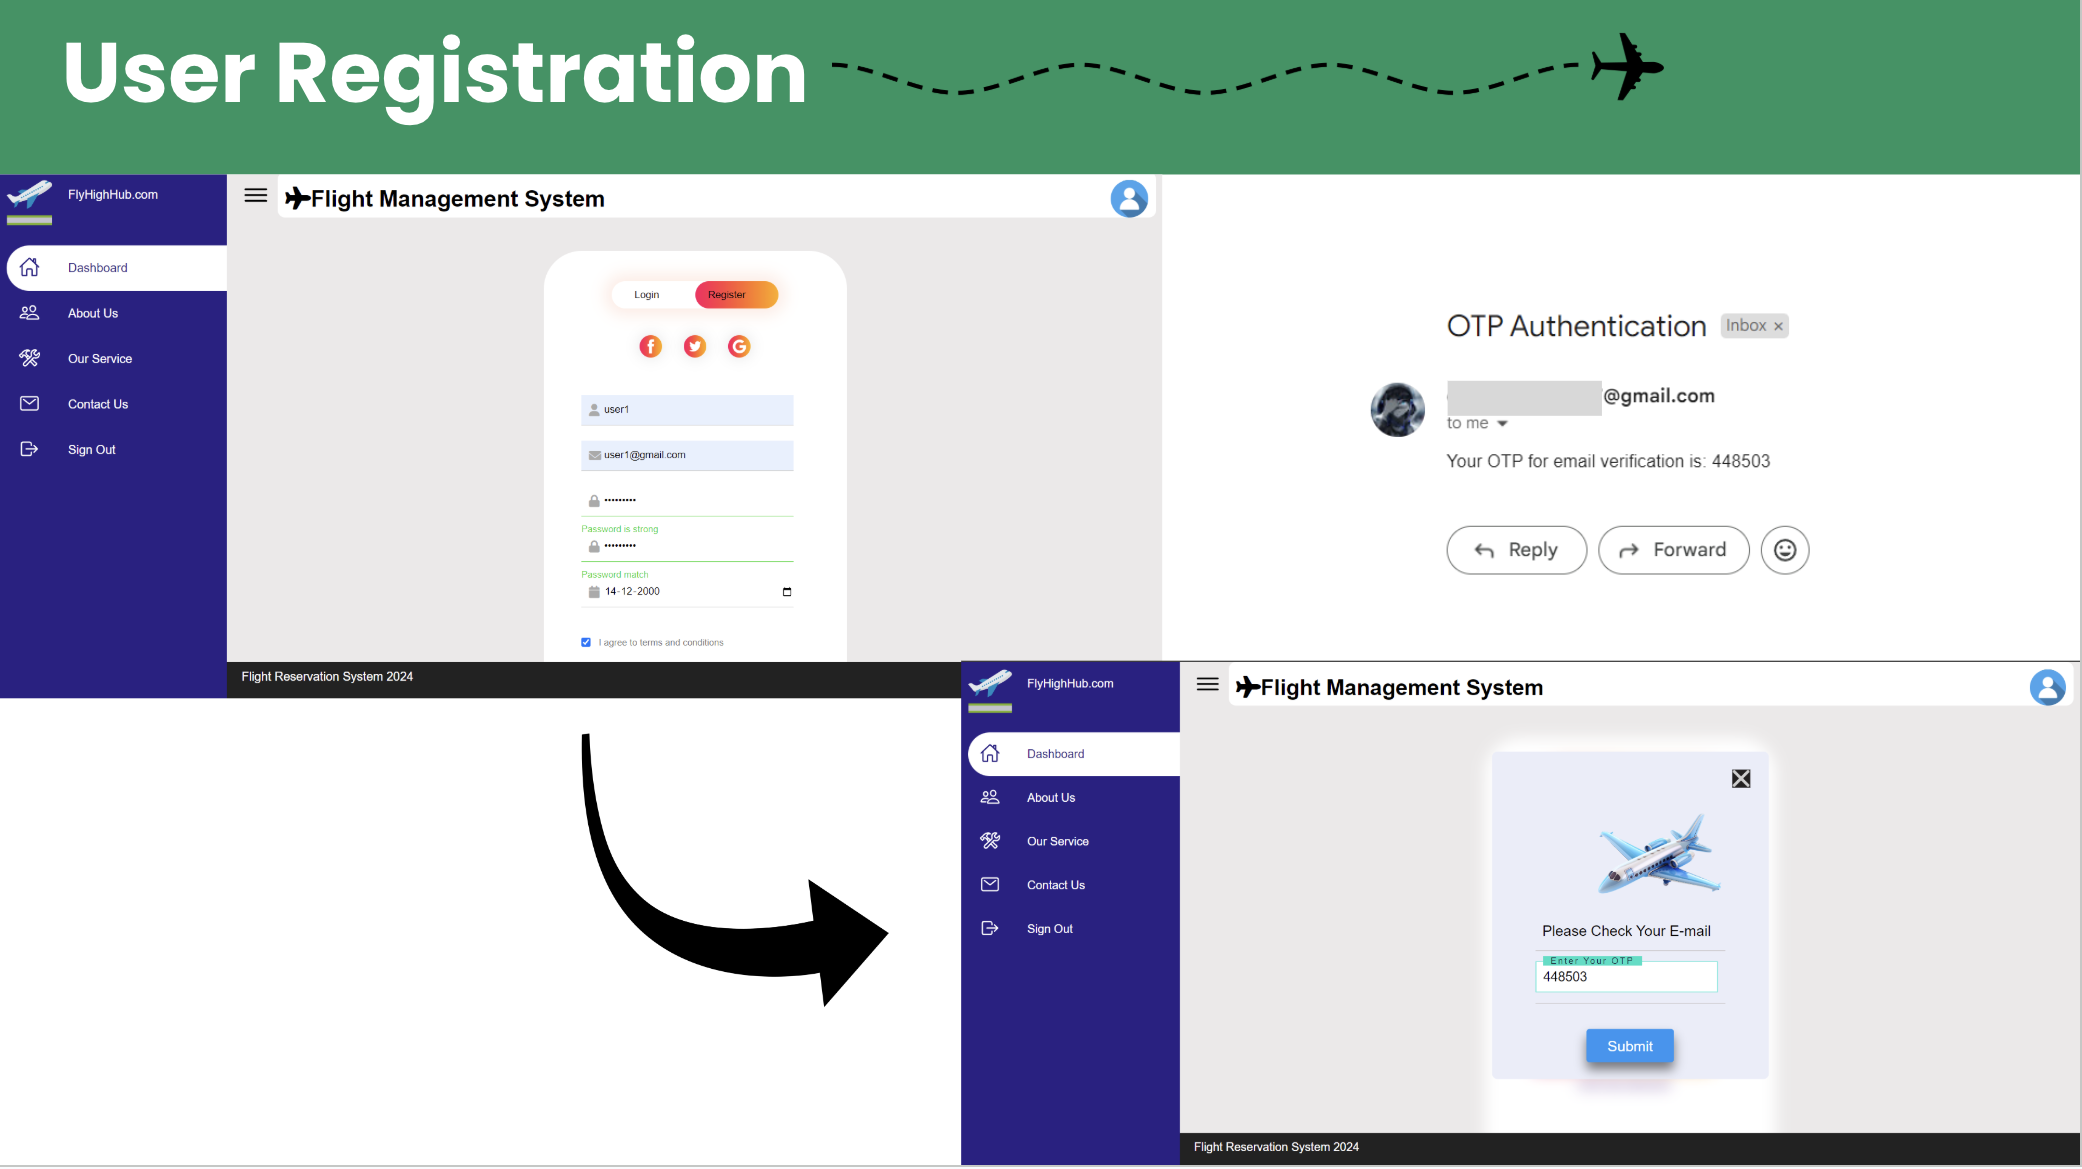 User Registration
FlyHighHub.com
Flight Management System
Dashboard
About Us
Our Service
Contact Us
Sign Out
Login
Register
user1
user1@gmail.com
•••••••••
Password is strong
•••••••••
Password match
14-12-2000
I agree to terms and conditions
Flight Reservation System 2024
OTP Authentication
Inbox ×
@gmail.com
to me
Your OTP for email verification is: 448503
Reply
Forward
FlyHighHub.com
Flight Management System
Dashboard
About Us
Our Service
Contact Us
Sign Out
Please Check Your E-mail
Enter Your OTP
448503
Submit
Flight Reservation System 2024